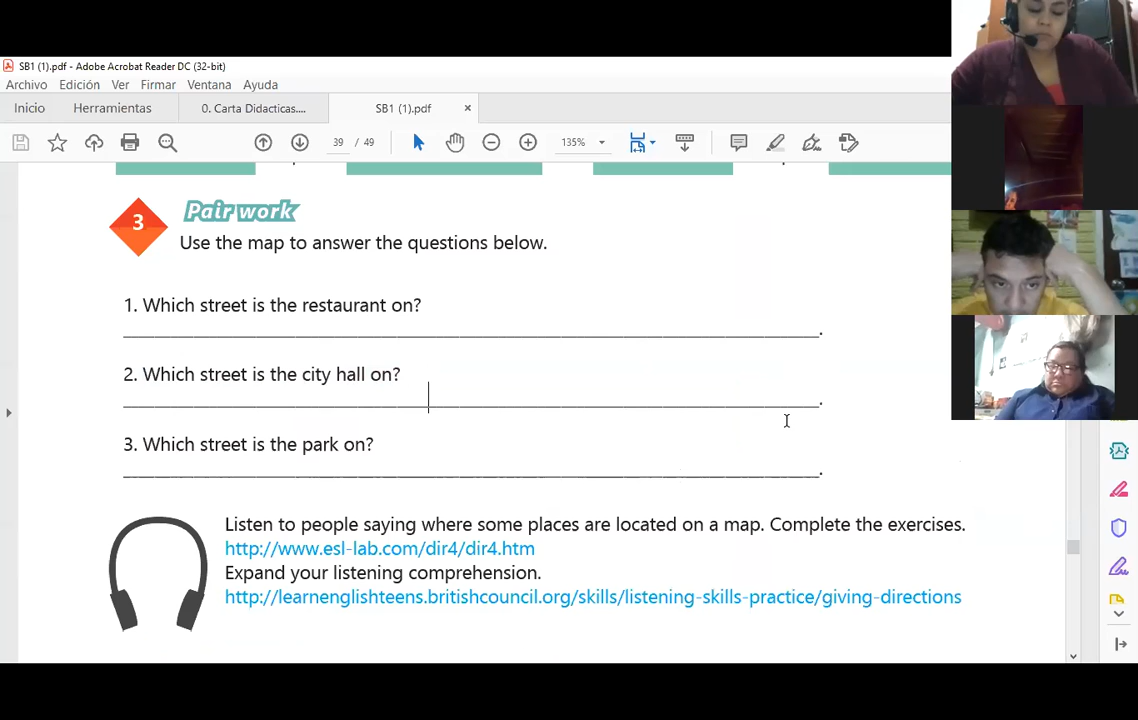 SB1 (1).pdf - Adobe Acrobat Reader DC (32-bit)
Archivo Edición Ver Firmar Ventana Ayuda
Inicio Herramientas 0. Carta Didacticas.... SB1 (1).pdf ×
39 / 49 135%
3 Pair work
Use the map to answer the questions below.
1. Which street is the restaurant on?
.
2. Which street is the city hall on?
.
3. Which street is the park on?
.
Listen to people saying where some places are located on a map. Complete the exercises.
http://www.esl-lab.com/dir4/dir4.htm
Expand your listening comprehension.
http://learnenglishteens.britishcouncil.org/skills/listening-skills-practice/giving-directions